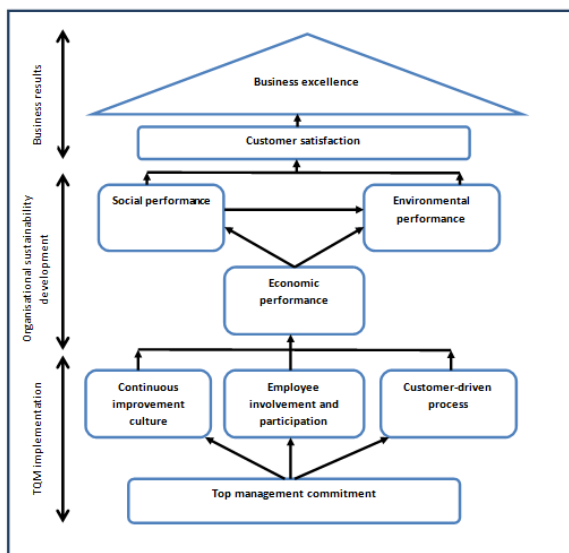 Business results
Business excellence
Customer satisfaction
Organisational sustainability
development
Social performance
Environmental
performance
Economic
performance
TQM implementation
Continuous
improvement
culture
Employee
involvement and
participation
Customer-driven
process
Top management commitment